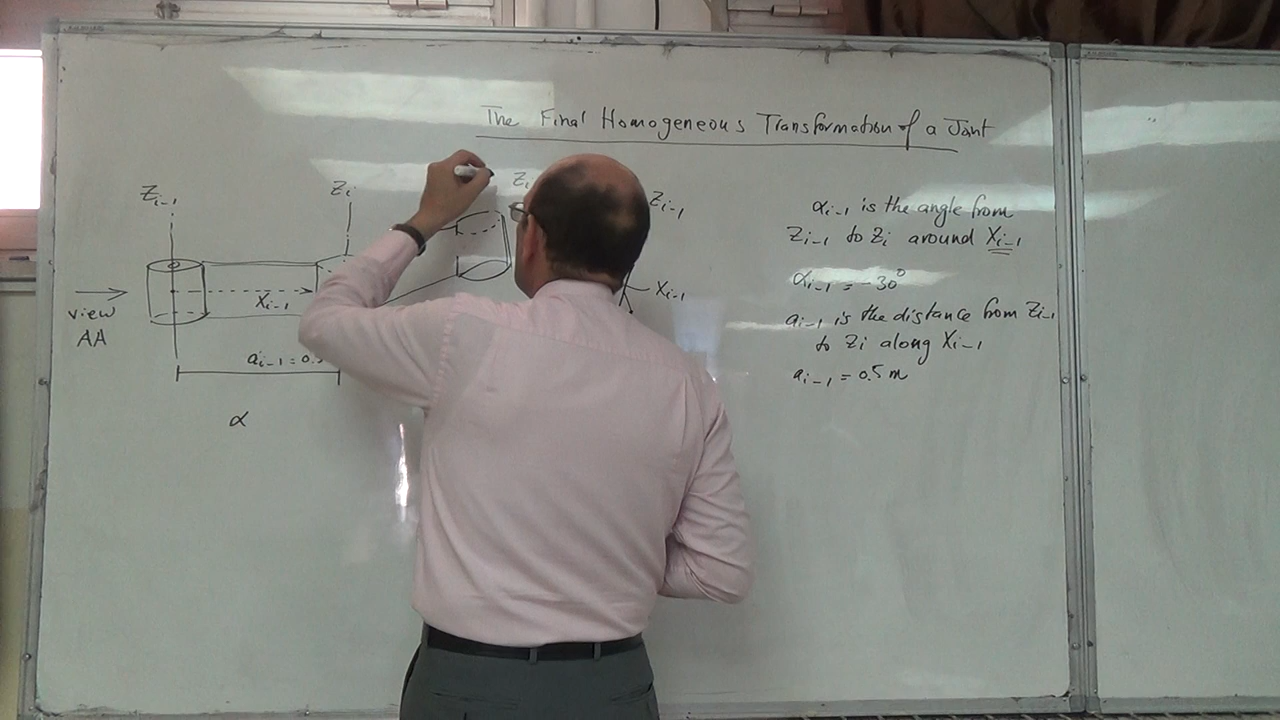 The Final Homogeneous Transformation of a Joint
Zi-1
Zi
Zi
Zi-1
view
AA
Xi-1
Xi-1
ai-1 = 0.5
α
αi-1 is the angle from
Zi-1 to Zi around Xi-1
αi-1 = -30°
ai-1 is the distance from Zi-1
to Zi along Xi-1
ai-1 = 0.5 m